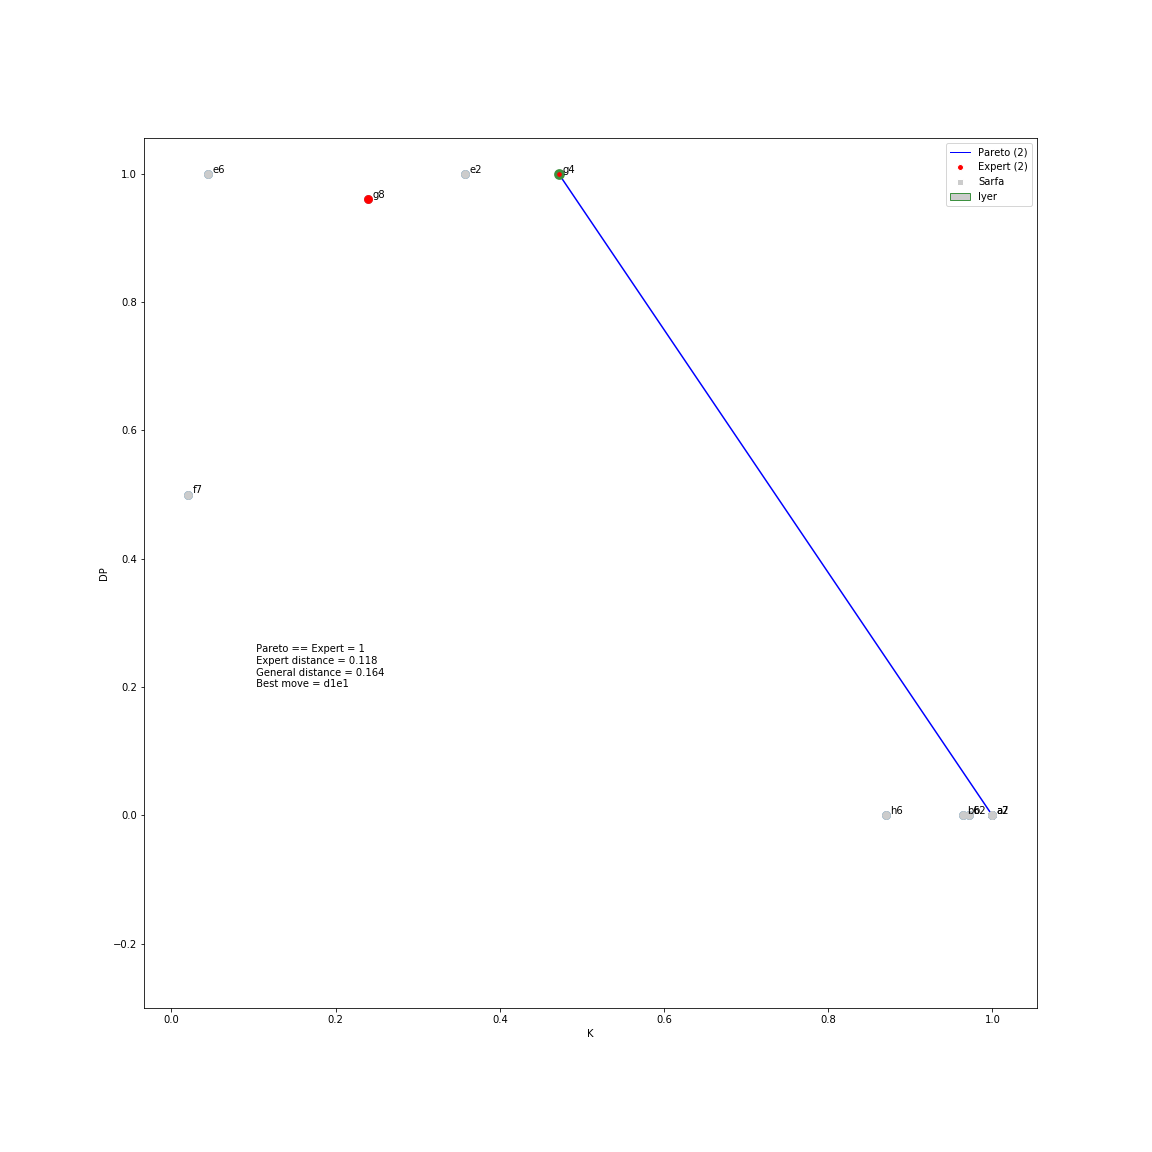 Pareto (2)
Expert (2)
Sarfa
Iyer
e6
e2
g4
g8
f7
h6
a7
Pareto == Expert = 1
Expert distance = 0.118
General distance = 0.164
Best move = d1e1
1.0
0.8
0.6
0.4
0.2
0.0
−0.2
DP
0.0
0.2
0.4
0.6
0.8
1.0
K